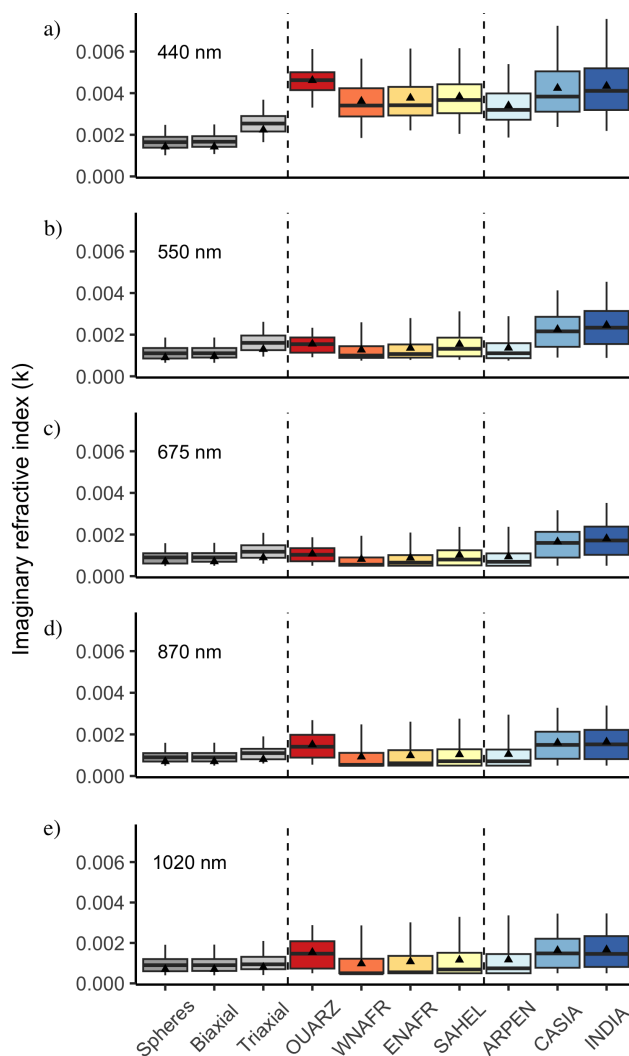 a)
440 nm
0.006
0.004
0.002
0.000
b)
550 nm
0.006
0.004
0.002
0.000
c)
675 nm
0.006
0.004
0.002
0.000
d)
870 nm
0.006
0.004
0.002
0.000
e)
1020 nm
0.006
0.004
0.002
0.000
Imaginary refractive index (k)
Spheres
Biaxial
Triaxial
OUARZ
WNAFR
ENAFR
SAHEL
ARPEN
CASIA
INDIA